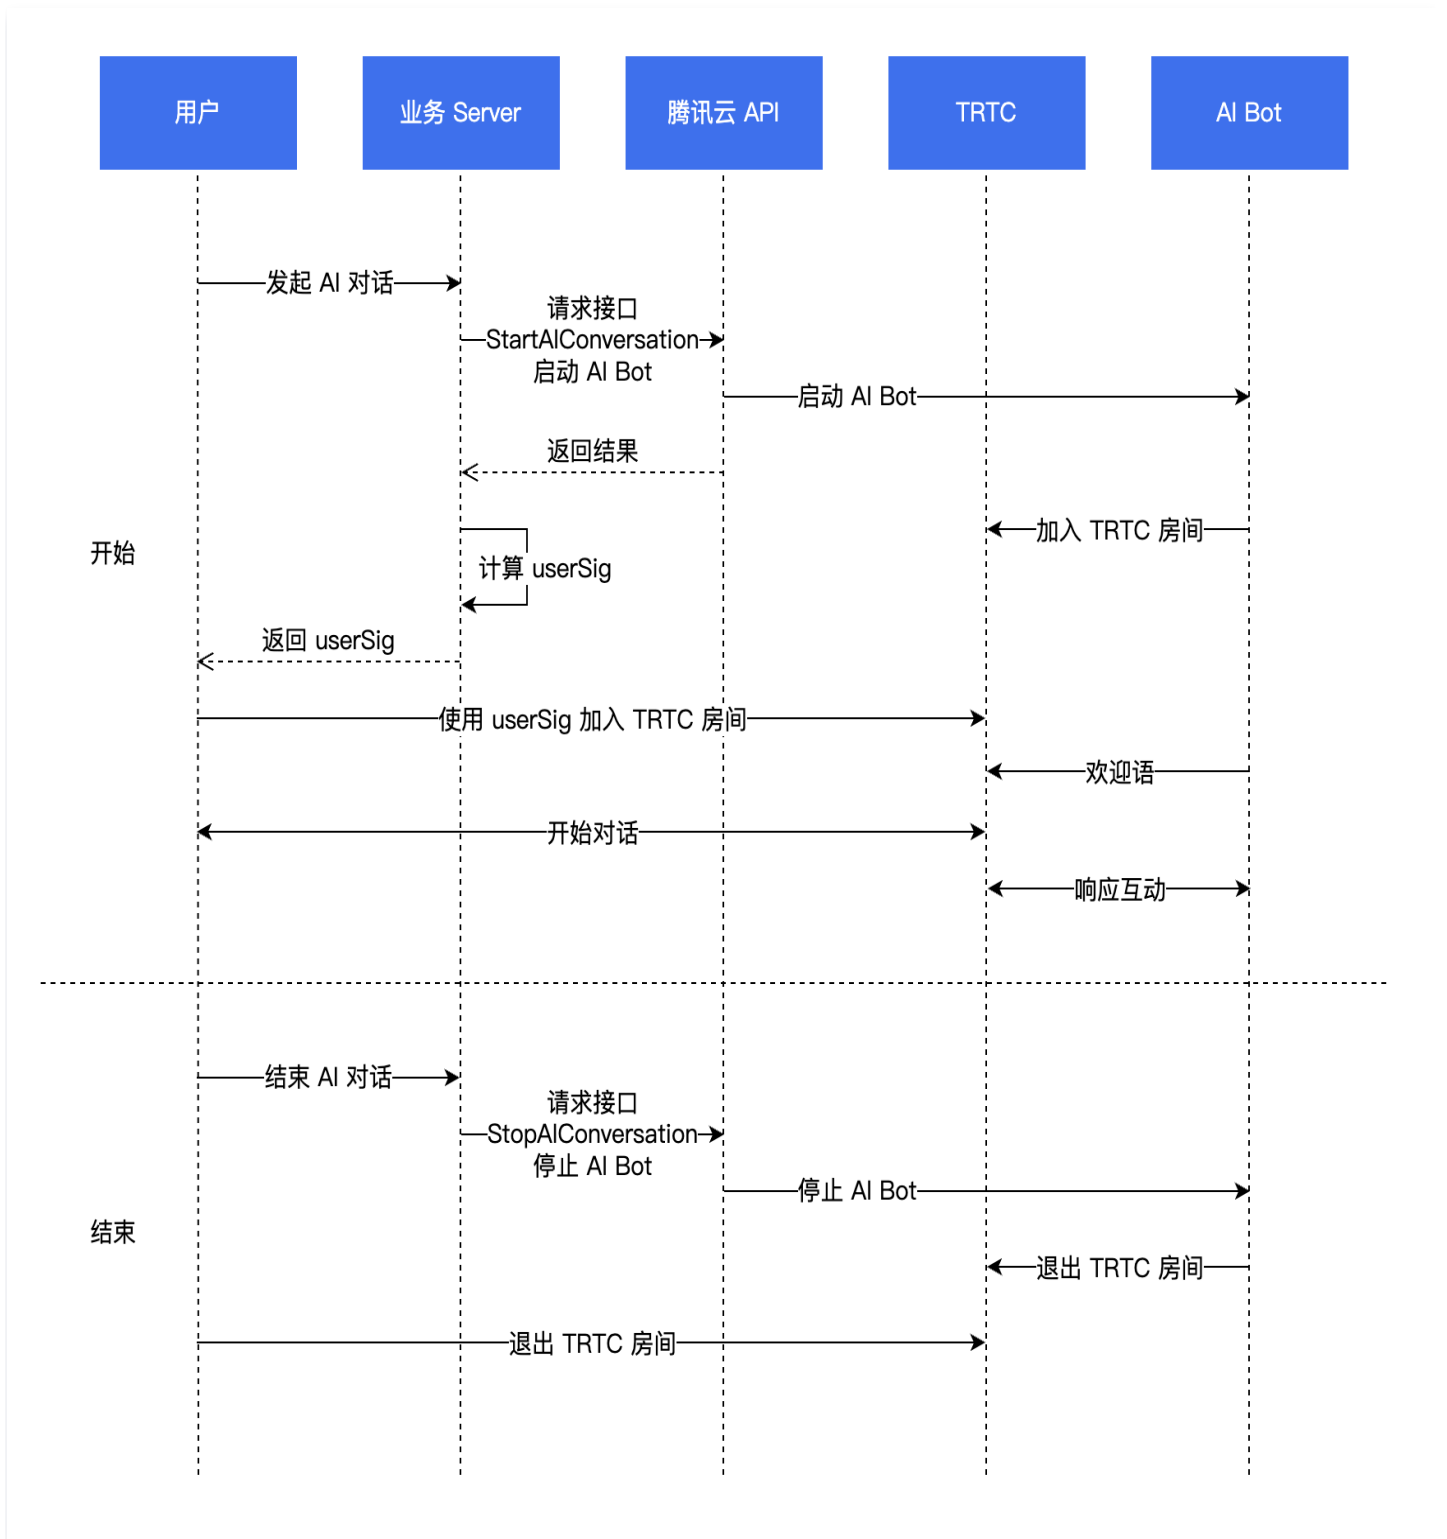 用户
业务 Server
腾讯云 API
TRTC
AI Bot
发起 AI 对话
请求接口
StartAIConversation
启动 AI Bot
启动 AI Bot
返回结果
加入 TRTC 房间
开始
计算 userSig
返回 userSig
使用 userSig 加入 TRTC 房间
欢迎语
开始对话
响应互动
结束 AI 对话
请求接口
StopAIConversation
停止 AI Bot
停止 AI Bot
结束
退出 TRTC 房间
退出 TRTC 房间